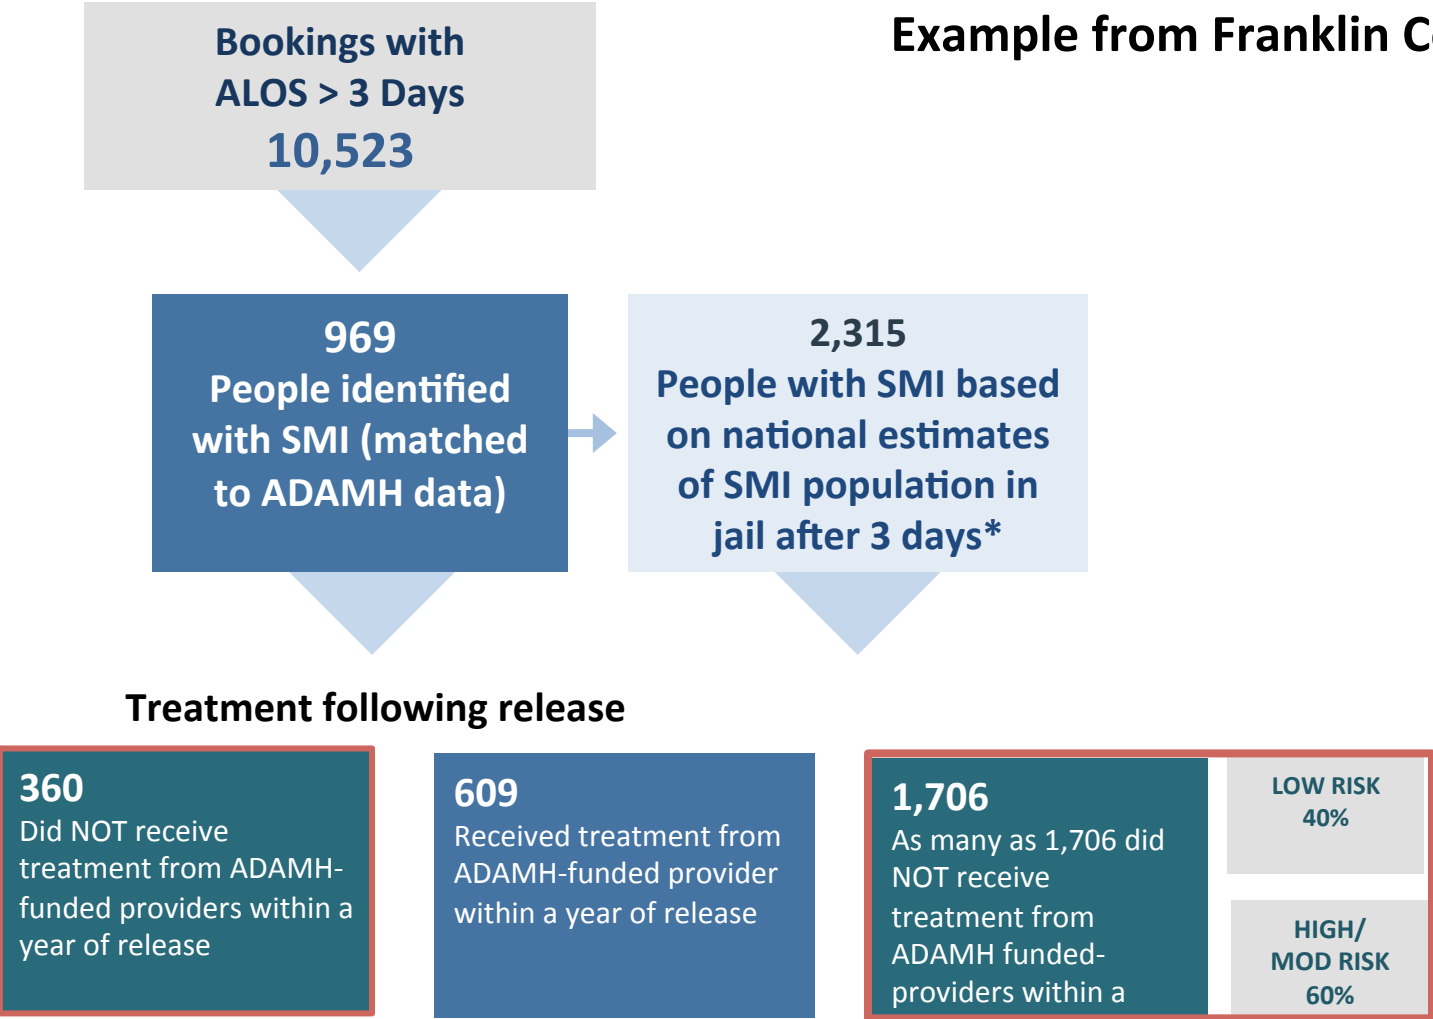 Example from Franklin
Bookings with
ALOS > 3 Days
10,523
969
People identified
with SMI (matched
to ADAMH data)
2,315
People with SMI based
on national estimates
of SMI population in
jail after 3 days*
Treatment following release
360
Did NOT receive
treatment from ADAMH-
funded providers within a
year of release
609
Received treatment from
ADAMH-funded provider
within a year of release
1,706
As many as 1,706 did
NOT receive
treatment from
ADAMH funded-
providers within a
LOW RISK
40%
HIGH/
MOD RISK
60%